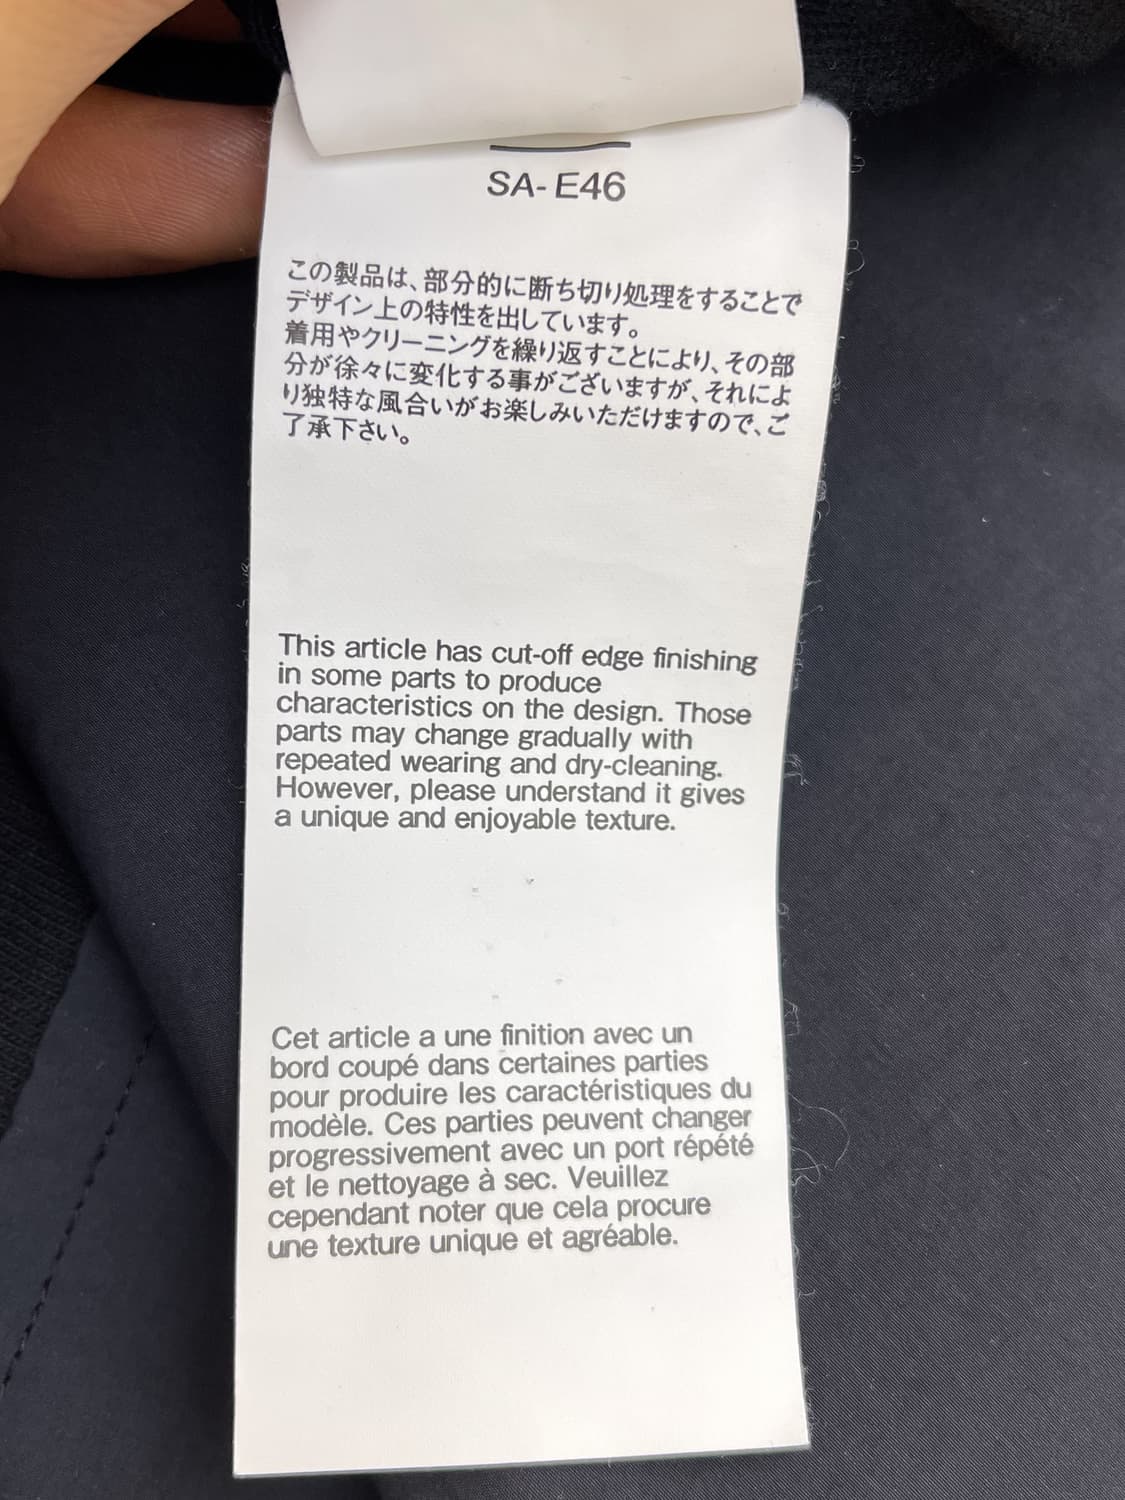 SA- E46
この製品は、部分的に断ち切り処理をすることで
デザイン上の特性を出しています。
着用やクリーニングを繰り返すことにより、その部
分が徐々に変化する事がございますが、それによ
り独特な風合いがお楽しみいただけますので、ご
了承下さい。
This article has cut-off edge finishing
in some parts to produce
characteristics on the design. Those
parts may change gradually with
repeated wearing and dry-cleaning.
However, please understand it gives
a unique and enjoyable texture.
Cet article a une finition avec un
bord coupé dans certaines parties
pour produire les caractéristiques du
modèle. Ces parties peuvent changer
progressivement avec un port répété
et le nettoyage à sec. Veuillez
cependant noter que cela procure
une texture unique et agréable.